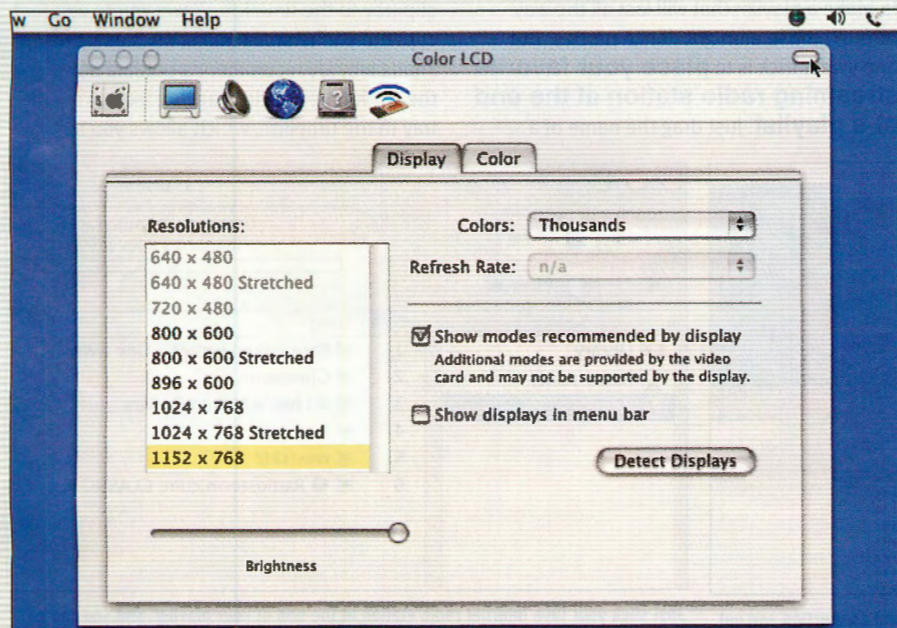 w Go Window Help
Color LCD
Display Color
Resolutions:
640 x 480
640 x 480 Stretched
720 x 480
800 x 600
800 x 600 Stretched
896 x 600
1024 x 768
1024 x 768 Stretched
1152 x 768
Brightness
Colors: Thousands
Refresh Rate: n/a
Show modes recommended by display
Additional modes are provided by the video
card and may not be supported by the display.
Show displays in menu bar
Detect Displays